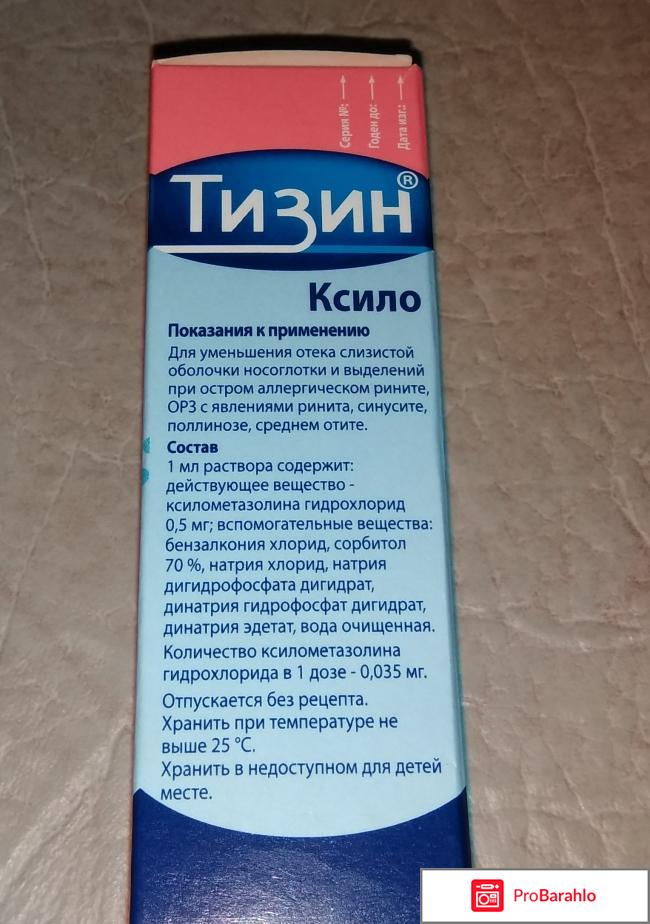 Серия №:
Годен до:
Дата изг.:
Тизин®
Ксило
Показания к применению
Для уменьшения отека слизистой
оболочки носоглотки и выделений
при остром аллергическом рините,
ОРЗ с явлениями ринита, синусите,
поллинозе, среднем отите.
Состав
1 мл раствора содержит:
действующее вещество -
ксилометазолина гидрохлорид
0,5 мг; вспомогательные вещества:
бензалкония хлорид, сорбитол
70 %, натрия хлорид, натрия
дигидрофосфата дигидрат,
динатрия гидрофосфат дигидрат,
динатрия эдетат, вода очищенная.
Количество ксилометазолина
гидрохлорида в 1 дозе - 0,035 мг.
Отпускается без рецепта.
Хранить при температуре не
выше 25 °C.
Хранить в недоступном для детей
месте.
ProBarahlo